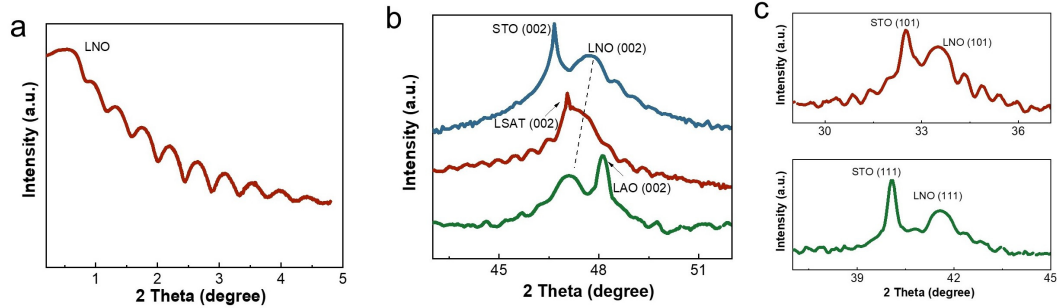 a
LNO
Intensity (a.u.)
1
2
3
4
5
2 Theta (degree)
b
STO (002)
LNO (002)
LSAT (002)
LAO (002)
Intensity (a.u.)
45
48
51
2 Theta (degree)
c
STO (101)
LNO (101)
Intensity (a.u.)
30
33
36
STO (111)
LNO (111)
Intensity (a.u.)
39
42
45
2 Theta (degree)